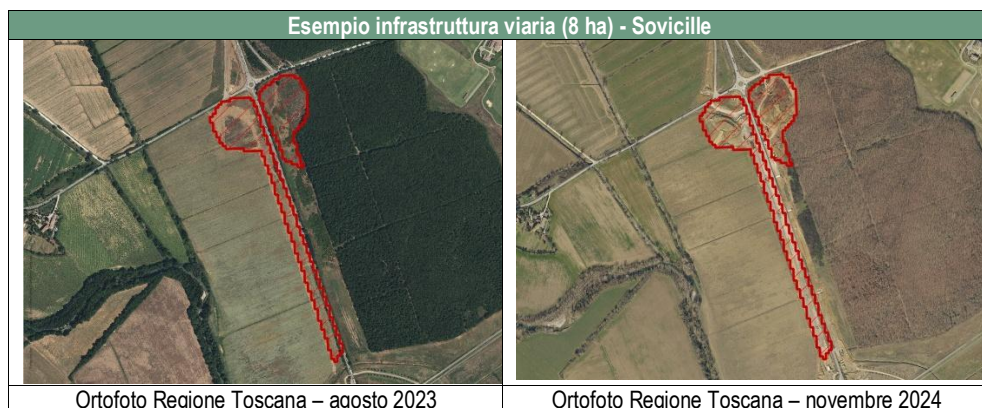 Esempio infrastruttura viaria (8 ha) - Sovicille
Ortofoto Regione Toscana – agosto 2023
Ortofoto Regione Toscana – novembre 2024